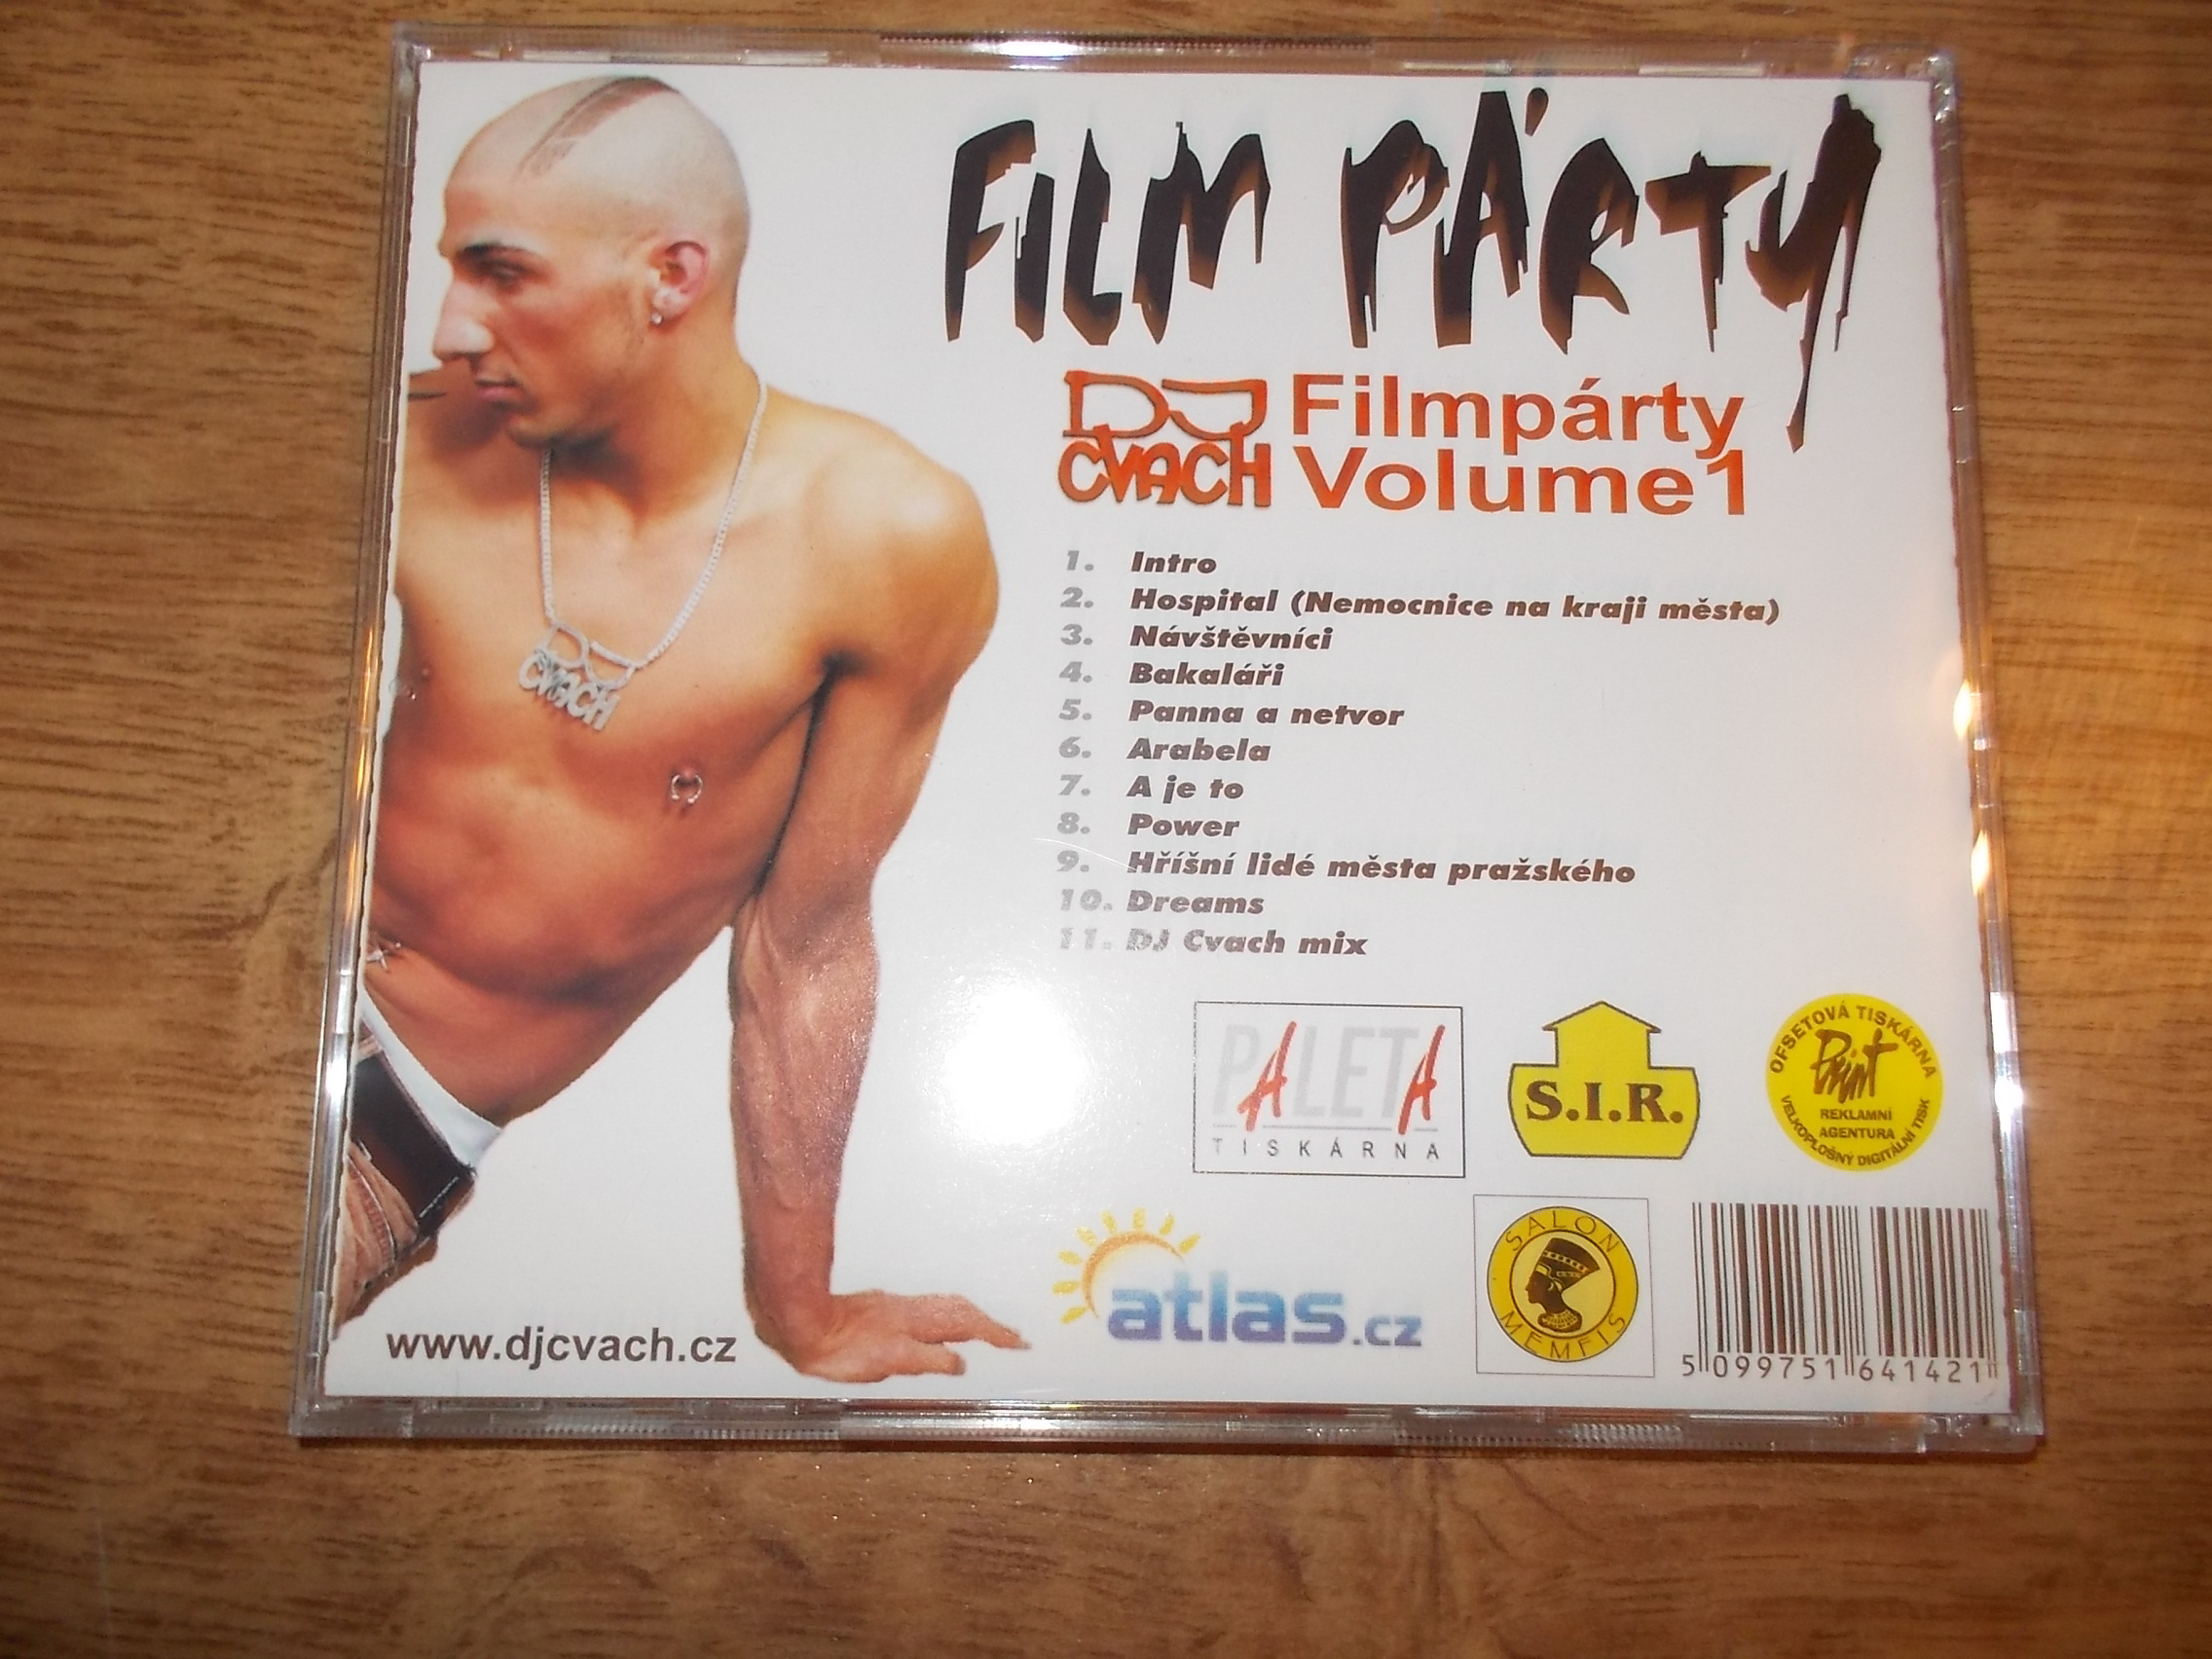 FILM PÁRTY
DJ CVACH
Filmpárty
Volume1
1. Intro
2. Hospital (Nemocnice na kraji města)
3. Návštěvníci
4. Bakaláři
5. Panna a netvor
6. Arabela
7. A je to
8. Power
9. Hříšní lidé města pražského
10. Dreams
11. DJ Cvach mix
DJ
CVACH
PALETA
TISKÁRNA
S.I.R.
OFSETOVÁ TISKÁRNA
Print
REKLAMNÍ
AGENTURA
VELKOPLOŠNÝ DIGITÁLNÍ TISK
www.djcvach.cz
atlas.cz
SALON
MEMFIS
5 099751 641421